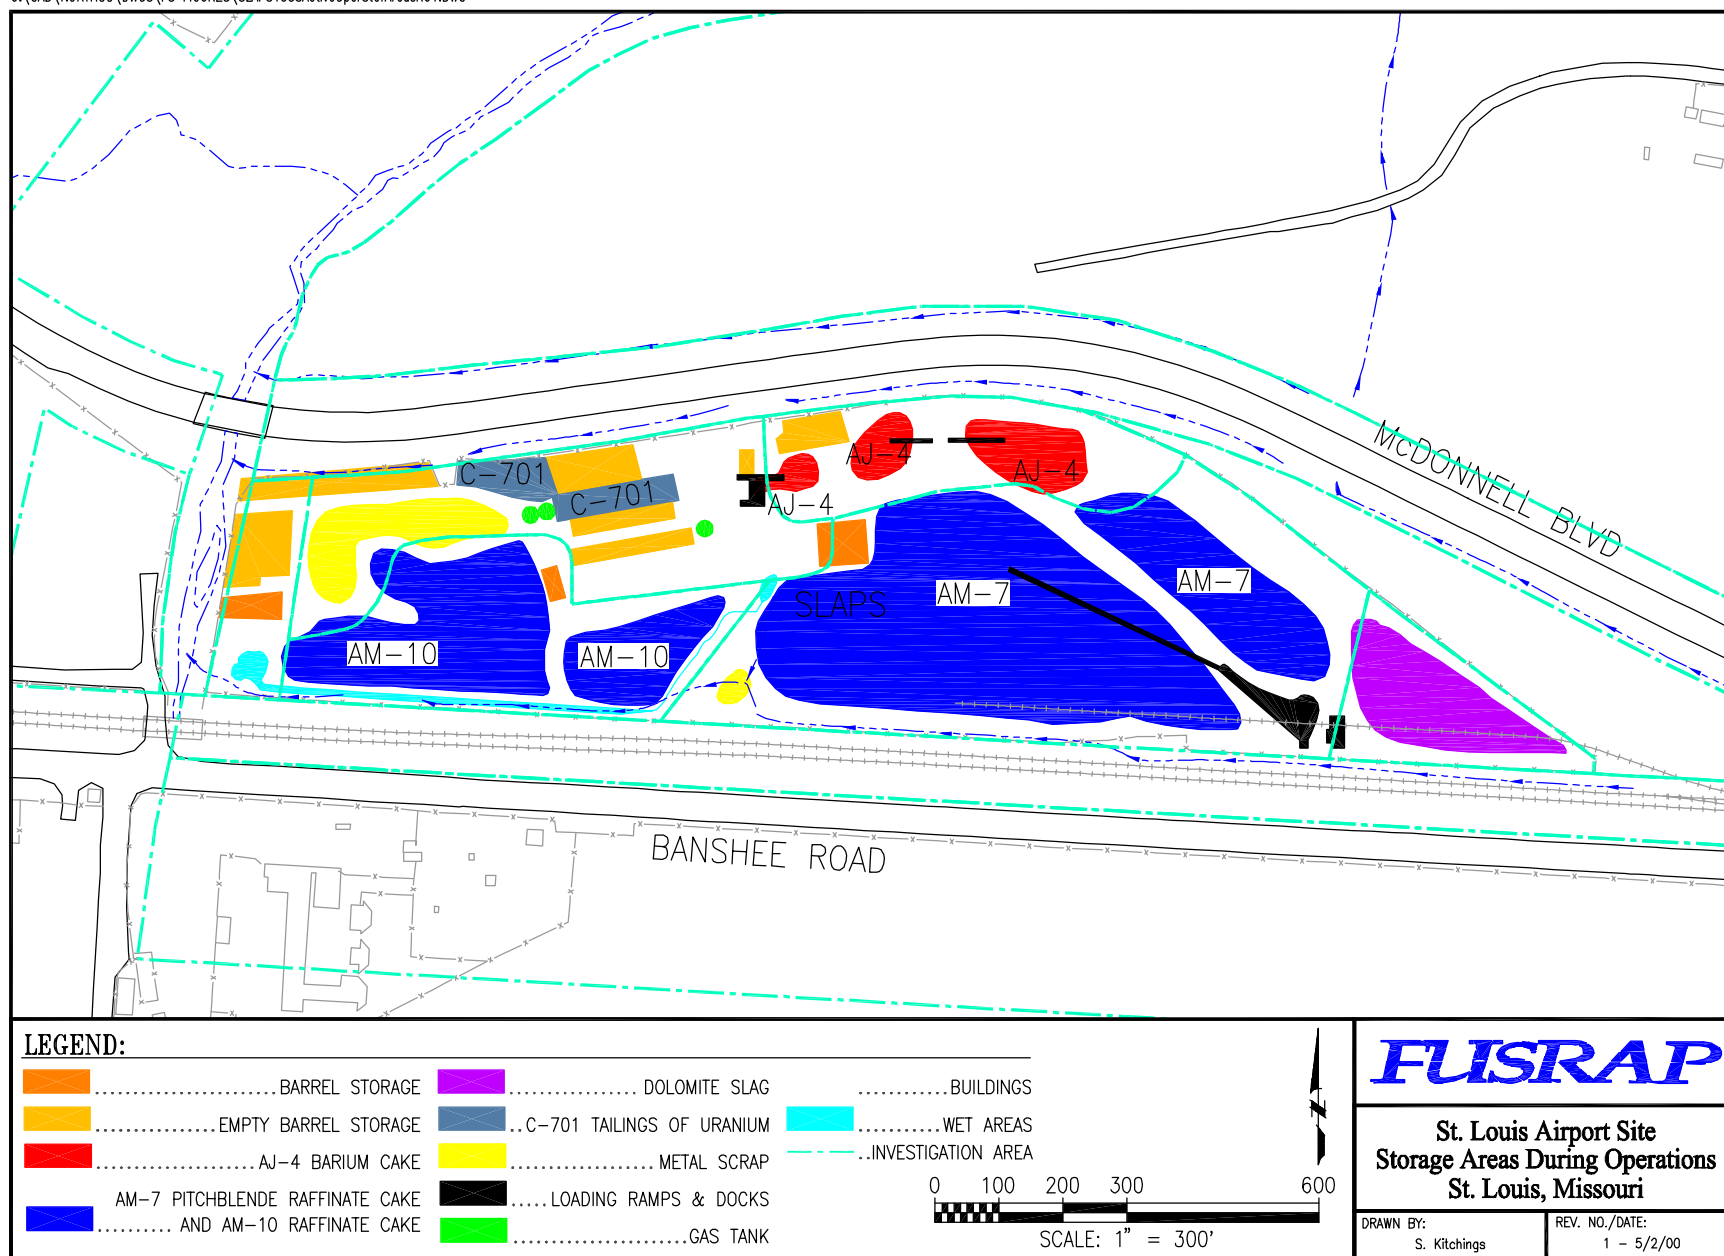 C-701
C-701
AJ-4
AJ-4
AJ-4
McDONNELL BLVD
AM-7
AM-7
SLAPS
AM-10
AM-10
BANSHEE ROAD
LEGEND:
BARREL STORAGE
EMPTY BARREL STORAGE
AJ-4 BARIUM CAKE
AM-7 PITCHBLENDE RAFFINATE CAKE
AND AM-10 RAFFINATE CAKE
DOLOMITE SLAG
C-701 TAILINGS OF URANIUM
METAL SCRAP
LOADING RAMPS & DOCKS
GAS TANK
BUILDINGS
WET AREAS
INVESTIGATION AREA
0 100 200 300 600
SCALE: 1" = 300'
FUSRAP
St. Louis Airport Site
Storage Areas During Operations
St. Louis, Missouri
DRAWN BY:
S. Kitchings
REV. NO./DATE:
1 - 5/2/00